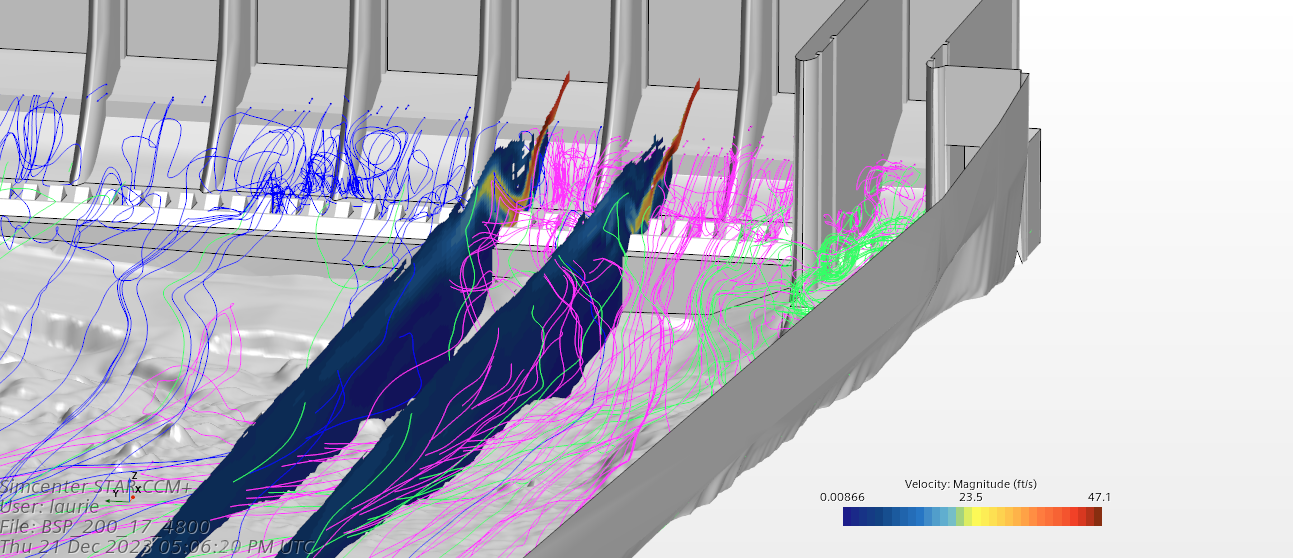 Z
Y
X
Simcenter STAR-CCM+
User: laurie
File: BSP_200_17_4800
Thu 21 Dec 2023 05:06:20 PM UTC
Velocity: Magnitude (ft/s)
0.00866 23.5 47.1